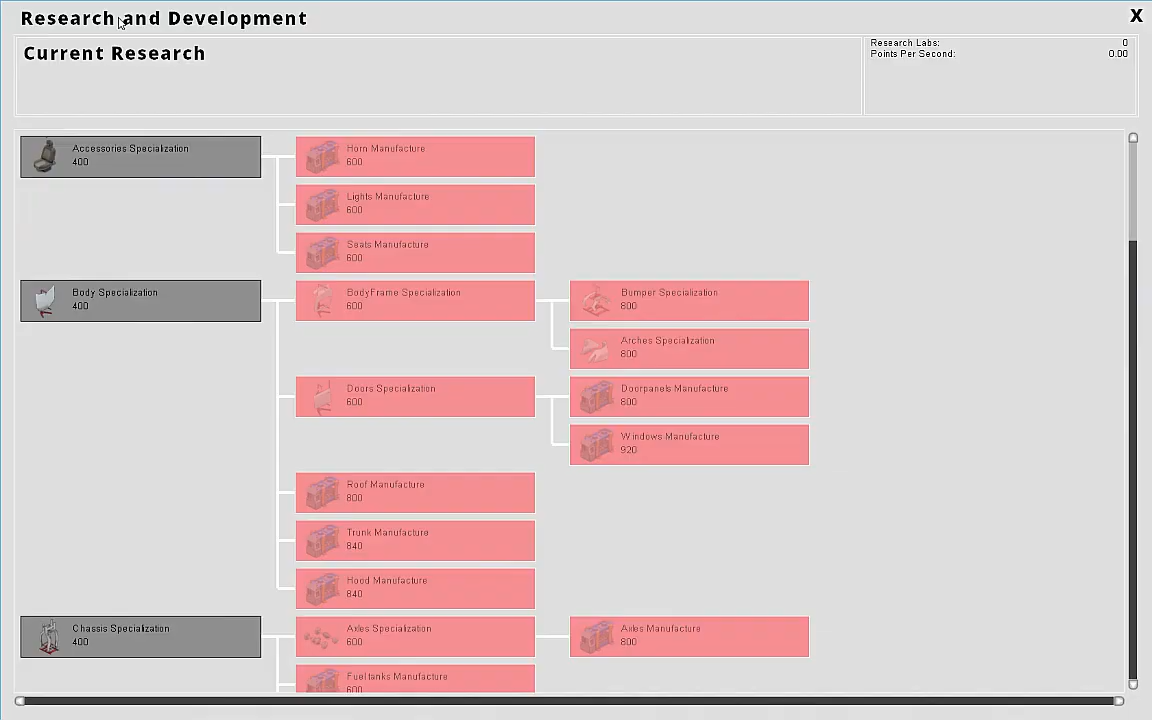 Research and Development
X
Current Research
Research Labs: 0
Points Per Second: 0.00
Accessories Specialization
400
Horn Manufacture
600
Lights Manufacture
600
Seats Manufacture
600
Body Specialization
400
BodyFrame Specialization
600
Bumper Specialization
800
Arches Specialization
800
Doors Specialization
600
Doorpanels Manufacture
800
Windows Manufacture
920
Roof Manufacture
800
Trunk Manufacture
840
Hood Manufacture
840
Chassis Specialization
400
Axles Specialization
600
Axles Manufacture
800
Fueltanks Manufacture
600